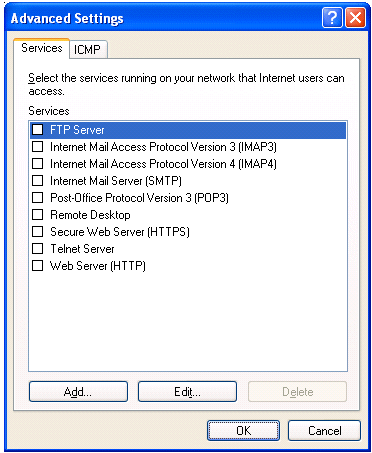 Advanced Settings
Services ICMP
Select the services running on your network that Internet users can
access.
Services
FTP Server
Internet Mail Access Protocol Version 3 (IMAP3)
Internet Mail Access Protocol Version 4 (IMAP4)
Internet Mail Server (SMTP)
Post-Office Protocol Version 3 (POP3)
Remote Desktop
Secure Web Server (HTTPS)
Telnet Server
Web Server (HTTP)
Add... Edit... Delete
OK Cancel